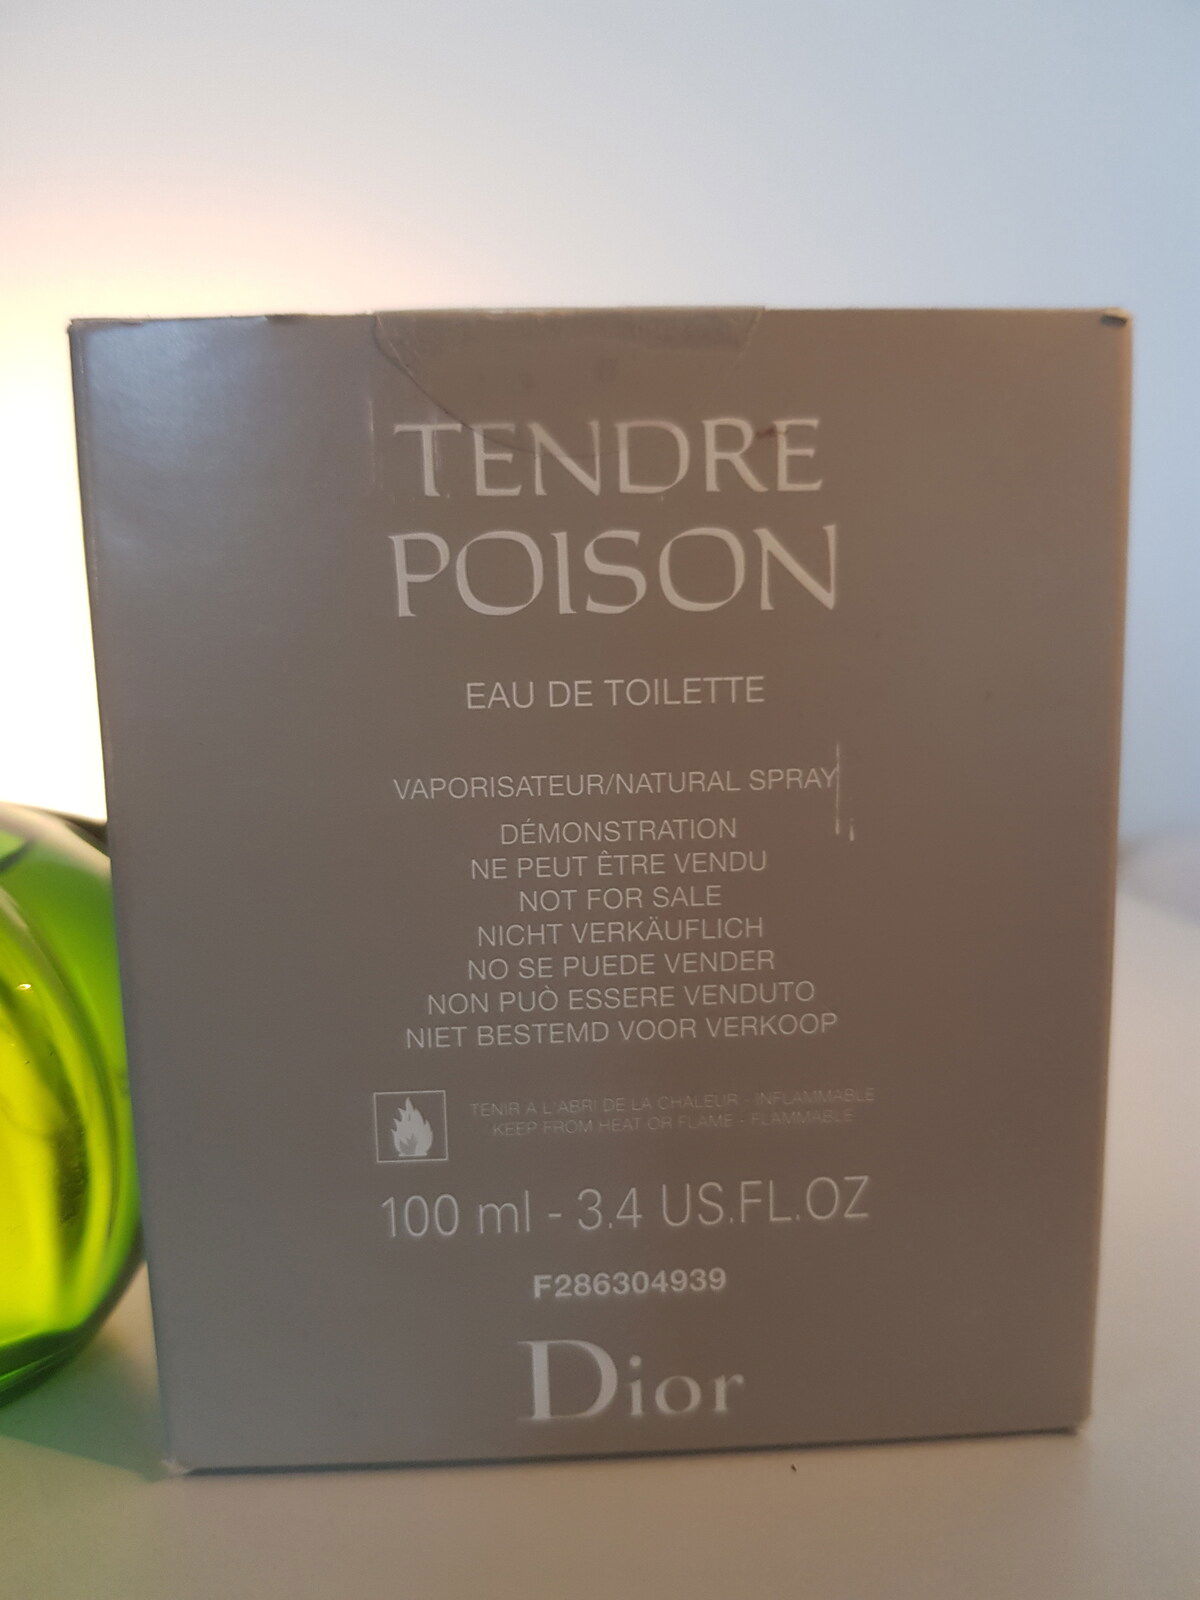 TENDRE
POISON
EAU DE TOILETTE
VAPORISATEUR/NATURAL SPRAY
DÉMONSTRATION
NE PEUT ÊTRE VENDU
NOT FOR SALE
NICHT VERKÄUFLICH
NO SE PUEDE VENDER
NON PUÒ ESSERE VENDUTO
NIET BESTEMD VOOR VERKOOP
TENIR A L'ABRI DE LA CHALEUR - INFLAMMABLE
KEEP FROM HEAT OR FLAME - FLAMMABLE
100 ml - 3.4 US.FL.OZ
F286304939
Dior